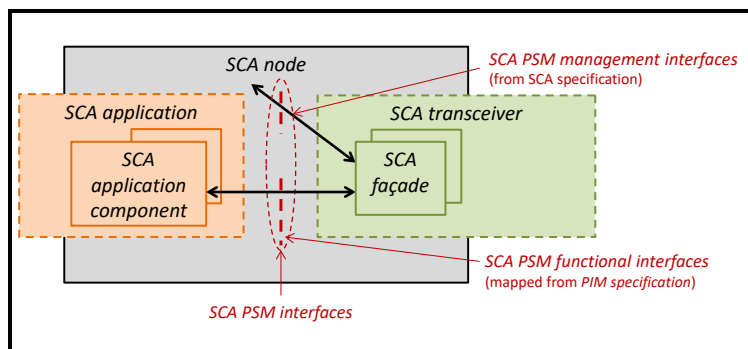 SCA PSM management interfaces
(from SCA specification)
SCA node
SCA application
SCA transceiver
SCA
application
component
SCA
façade
SCA PSM functional interfaces
(mapped from PIM specification)
SCA PSM interfaces